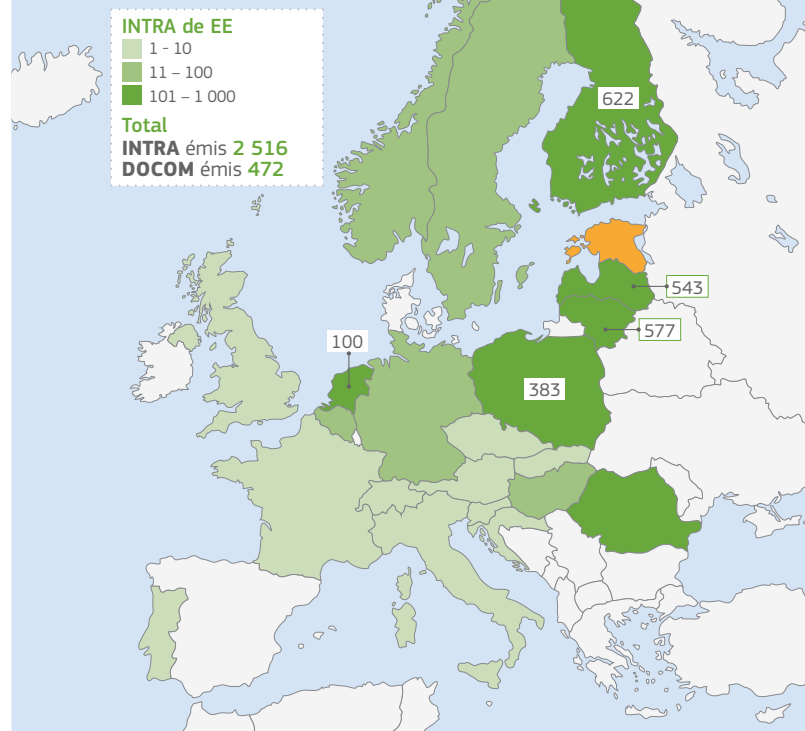 INTRA de EE
1 - 10
11 – 100
101 – 1 000
Total
INTRA émis 2 516
DOCOM émis 472
622
543
577
100
383